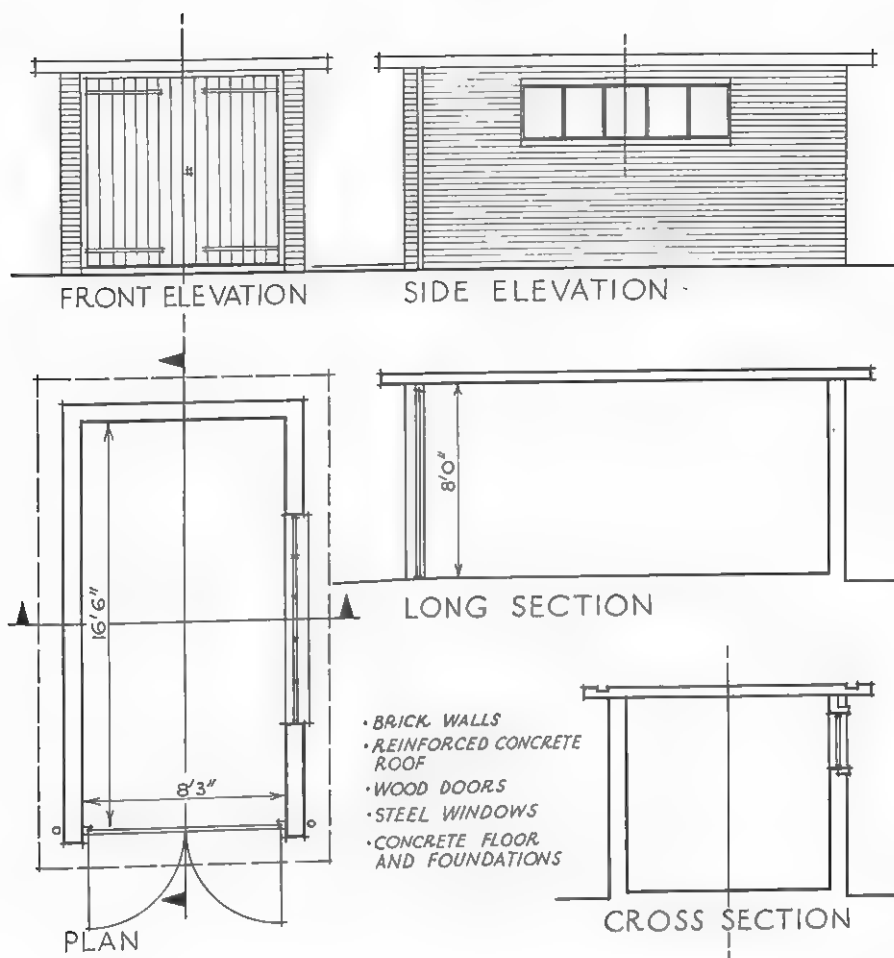 FRONT ELEVATION
SIDE ELEVATION
16'6"
8'3"
PLAN
8'0"
LONG SECTION
· BRICK WALLS
· REINFORCED CONCRETE
ROOF
· WOOD DOORS
· STEEL WINDOWS
· CONCRETE FLOOR
AND FOUNDATIONS
CROSS SECTION